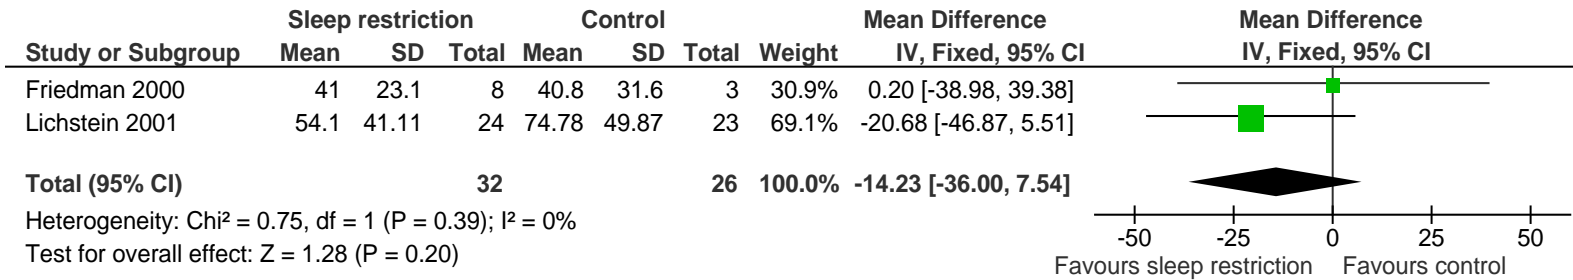 Sleep restriction Control Mean Difference Mean Difference
Study or Subgroup Mean SD Total Mean SD Total Weight IV, Fixed, 95% CI IV, Fixed, 95% CI
Friedman 2000 41 23.1 8 40.8 31.6 3 30.9% 0.20 [-38.98, 39.38]
Lichstein 2001 54.1 41.11 24 74.78 49.87 23 69.1% -20.68 [-46.87, 5.51]
Total (95% CI) 32 26 100.0% -14.23 [-36.00, 7.54]
Heterogeneity: Chi² = 0.75, df = 1 (P = 0.39); I² = 0%
Test for overall effect: Z = 1.28 (P = 0.20)
-50 -25 0 25 50
Favours sleep restriction Favours control